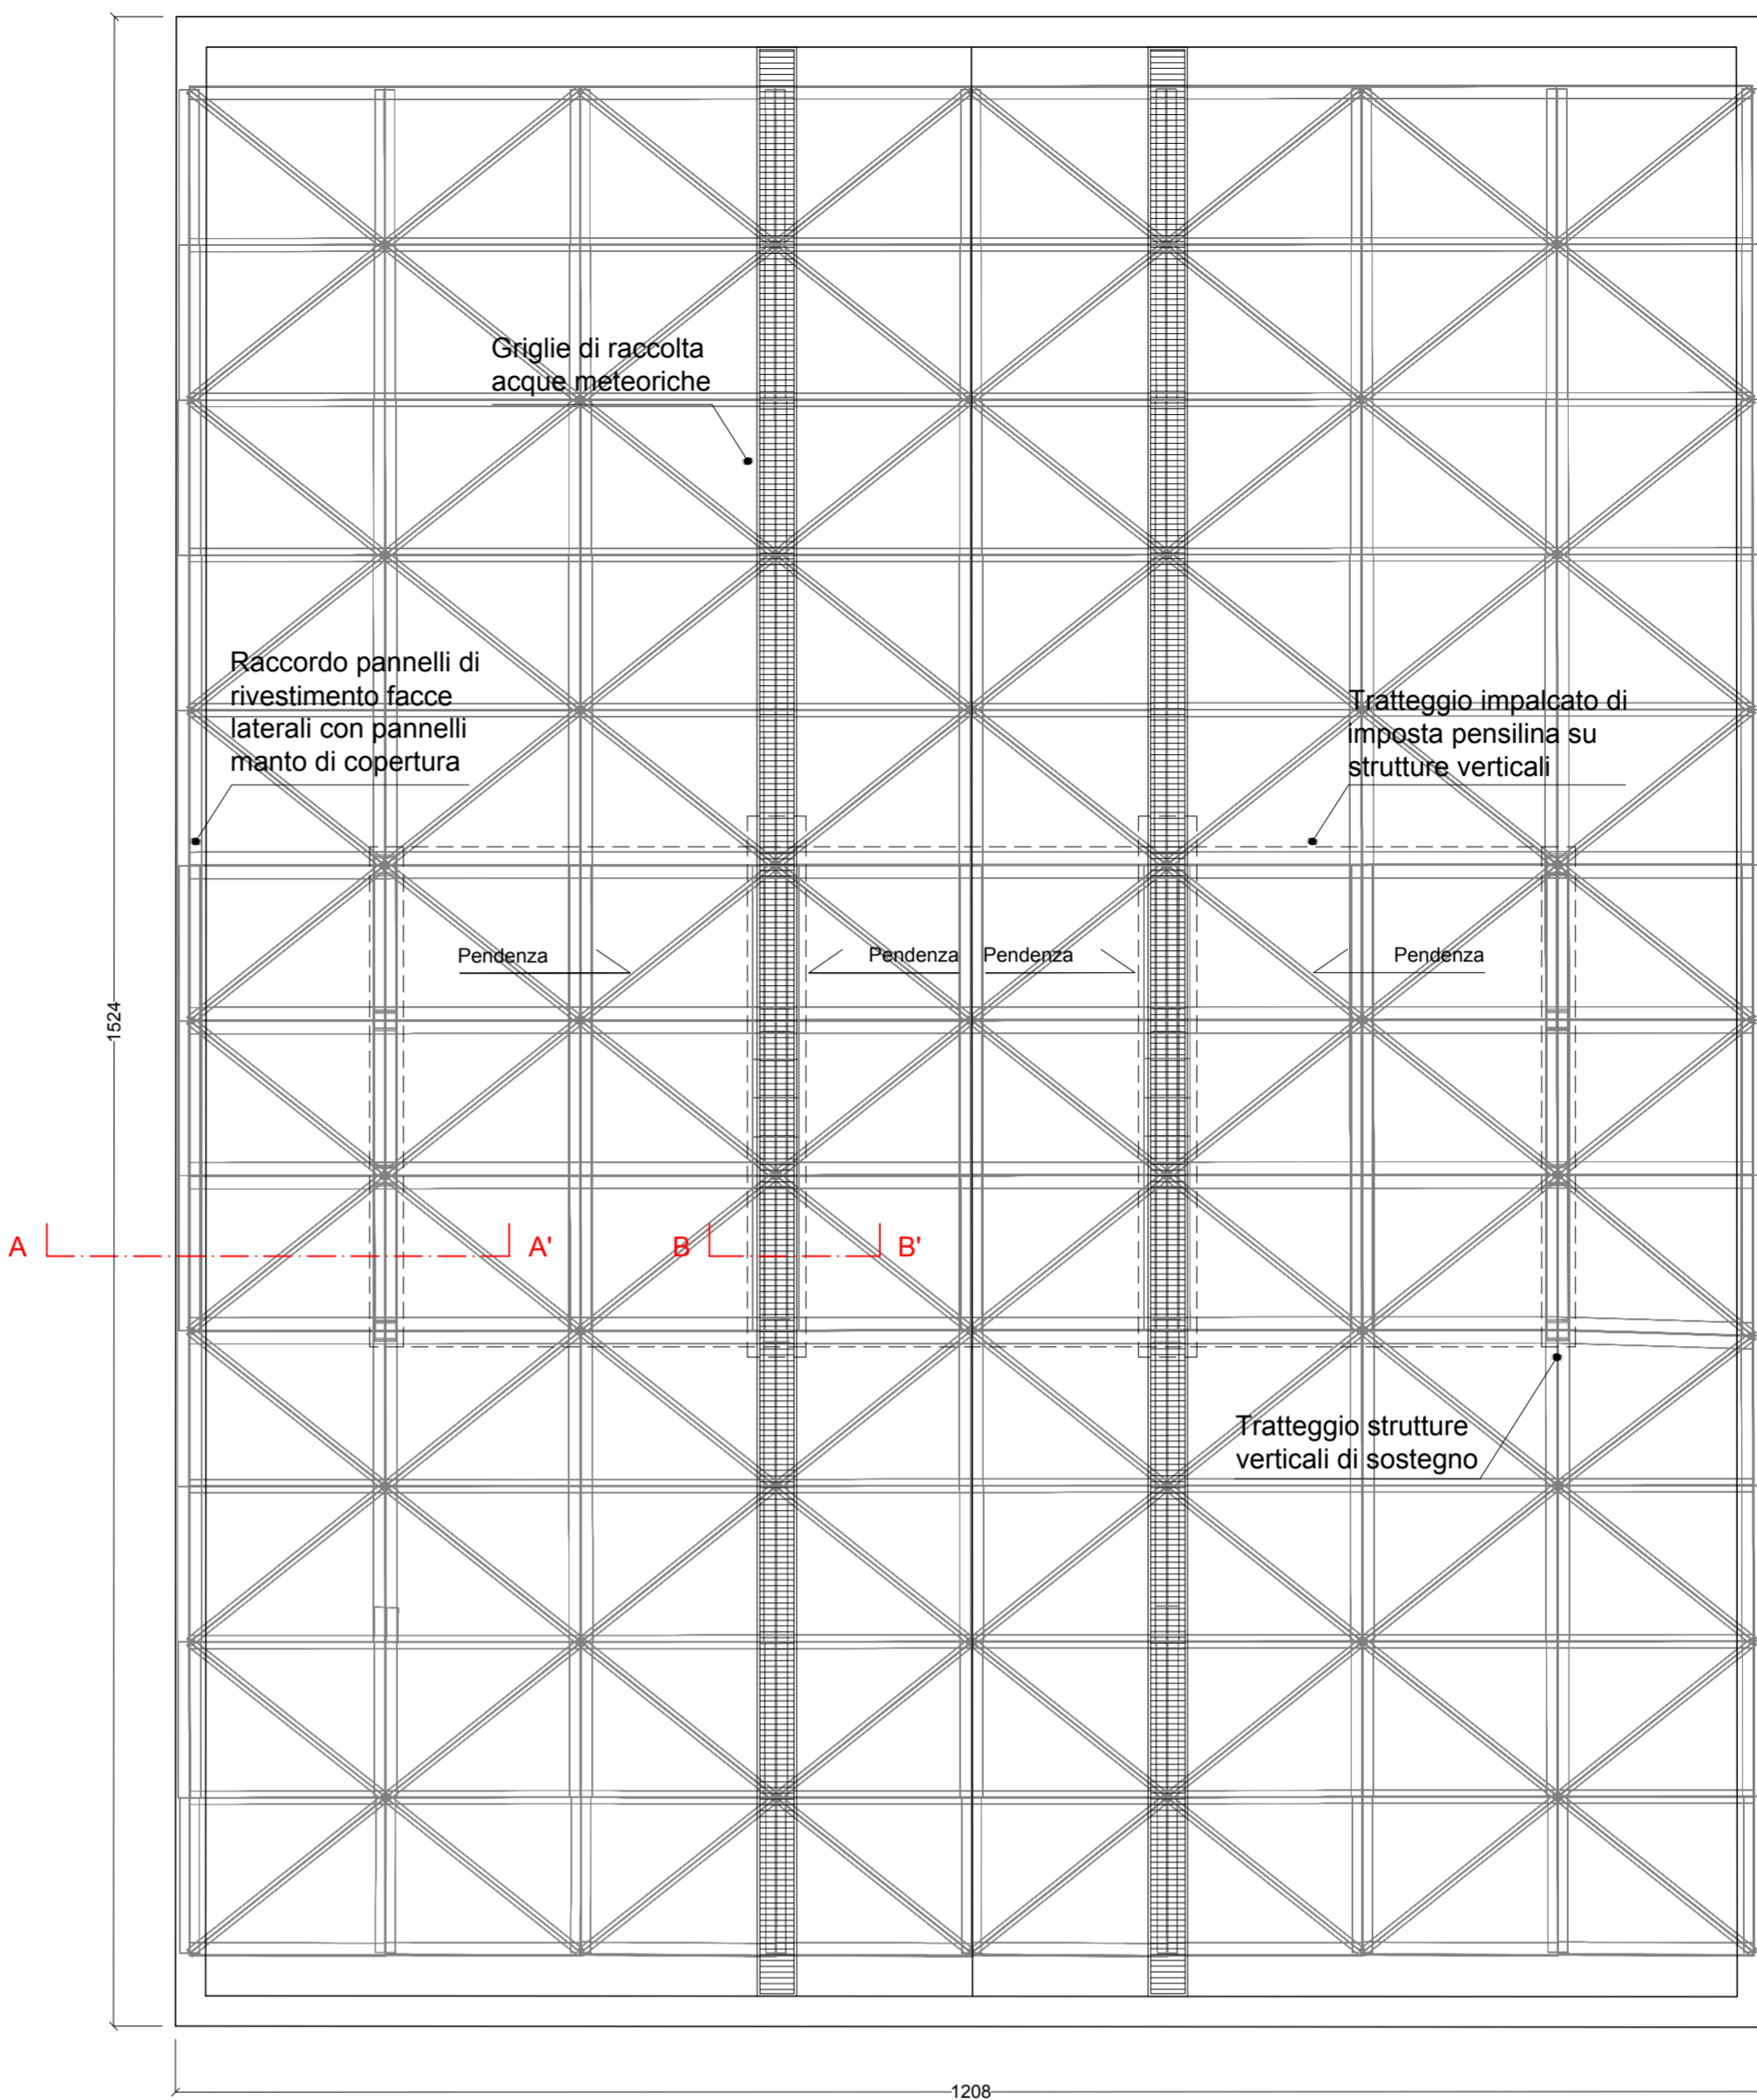 Griglie di raccolta
acque meteoriche
Raccordo pannelli di
rivestimento facce
laterali con pannelli
manto di copertura
Tratteggio impalcato di
imposta pensilina su
strutture verticali
Pendenza
Pendenza
Pendenza
Pendenza
1524
A
A'
B
B'
Tratteggio strutture
verticali di sostegno
1208